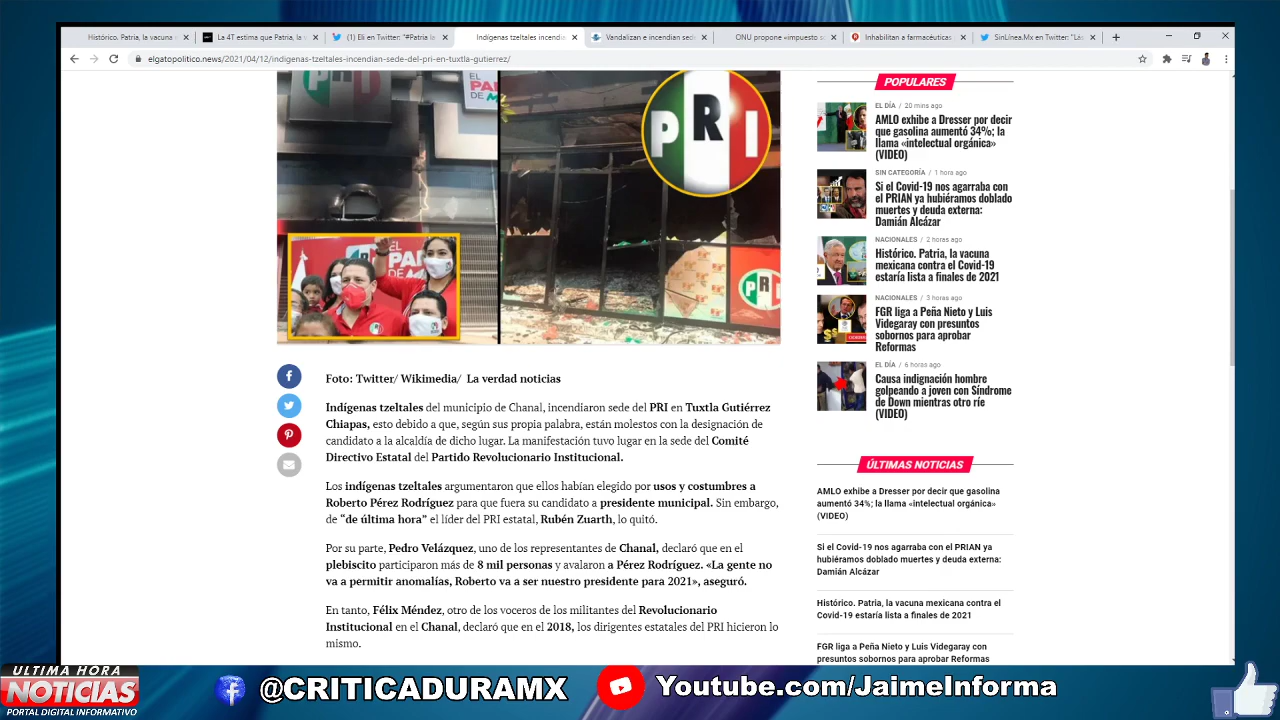 Histórico. Patria, la vacuna
La 4T estima que Patria, la v
(1) Eli en Twitter: "#Patria le
Indígenas tzeltales incendia
Vandalizan e incendian sede
ONU propone «impuesto s
Inhabilitan a farmacéuticas
SinLínea.Mx en Twitter: "Lá
elgatopolitico.news/2021/04/12/indigenas-tzeltales-incendian-sede-del-pri-en-tuxtla-gutierrez/
EL
PA
DE M
PRI
EL
PA
DE M
PRI
Foto: Twitter/ Wikimedia/ La verdad noticias
Indígenas tzeltales del municipio de Chanal, incendiaron sede del PRI en Tuxtla Gutiérrez
Chiapas, esto debido a que, según sus propia palabra, están molestos con la designación de
candidato a la alcaldía de dicho lugar. La manifestación tuvo lugar en la sede del Comité
Directivo Estatal del Partido Revolucionario Institucional.
Los indígenas tzeltales argumentaron que ellos habían elegido por usos y costumbres a
Roberto Pérez Rodríguez para que fuera su candidato a presidente municipal. Sin embargo,
de “de última hora” el líder del PRI estatal, Rubén Zuarth, lo quitó.
Por su parte, Pedro Velázquez, uno de los representantes de Chanal, declaró que en el
plebiscito participaron más de 8 mil personas y avalaron a Pérez Rodríguez. «La gente no
va a permitir anomalías, Roberto va a ser nuestro presidente para 2021», aseguró.
En tanto, Félix Méndez, otro de los voceros de los militantes del Revolucionario
Institucional en el Chanal, declaró que en el 2018, los dirigentes estatales del PRI hicieron lo
mismo.
POPULARES
EL DÍA / 20 mins ago
AMLO exhibe a Dresser por decir
que gasolina aumentó 34%; la
llama «intelectual orgánica»
(VIDEO)
SIN CATEGORÍA / 1 hora ago
Si el Covid-19 nos agarraba con
el PRIAN ya hubiéramos doblado
muertes y deuda externa:
Damián Alcázar
NACIONALES / 2 horas ago
Histórico. Patria, la vacuna
mexicana contra el Covid-19
estaría lista a finales de 2021
NACIONALES / 3 horas ago
FGR liga a Peña Nieto y Luis
Videgaray con presuntos
sobornos para aprobar
Reformas
EL DÍA / 6 horas ago
Causa indignación hombre
golpeando a joven con Síndrome
de Down mientras otro ríe
(VIDEO)
ÚLTIMAS NOTICIAS
AMLO exhibe a Dresser por decir que gasolina
aumentó 34%; la llama «intelectual orgánica»
(VIDEO)
Si el Covid-19 nos agarraba con el PRIAN ya
hubiéramos doblado muertes y deuda externa:
Damián Alcázar
Histórico. Patria, la vacuna mexicana contra el
Covid-19 estaría lista a finales de 2021
FGR liga a Peña Nieto y Luis Videgaray con
presuntos sobornos para aprobar Reformas
ULTIMA HORA
NOTICIAS
PORTAL DIGITAL INFORMATIVO
@CRITICADURAMX
Youtube.com/JaimeInforma